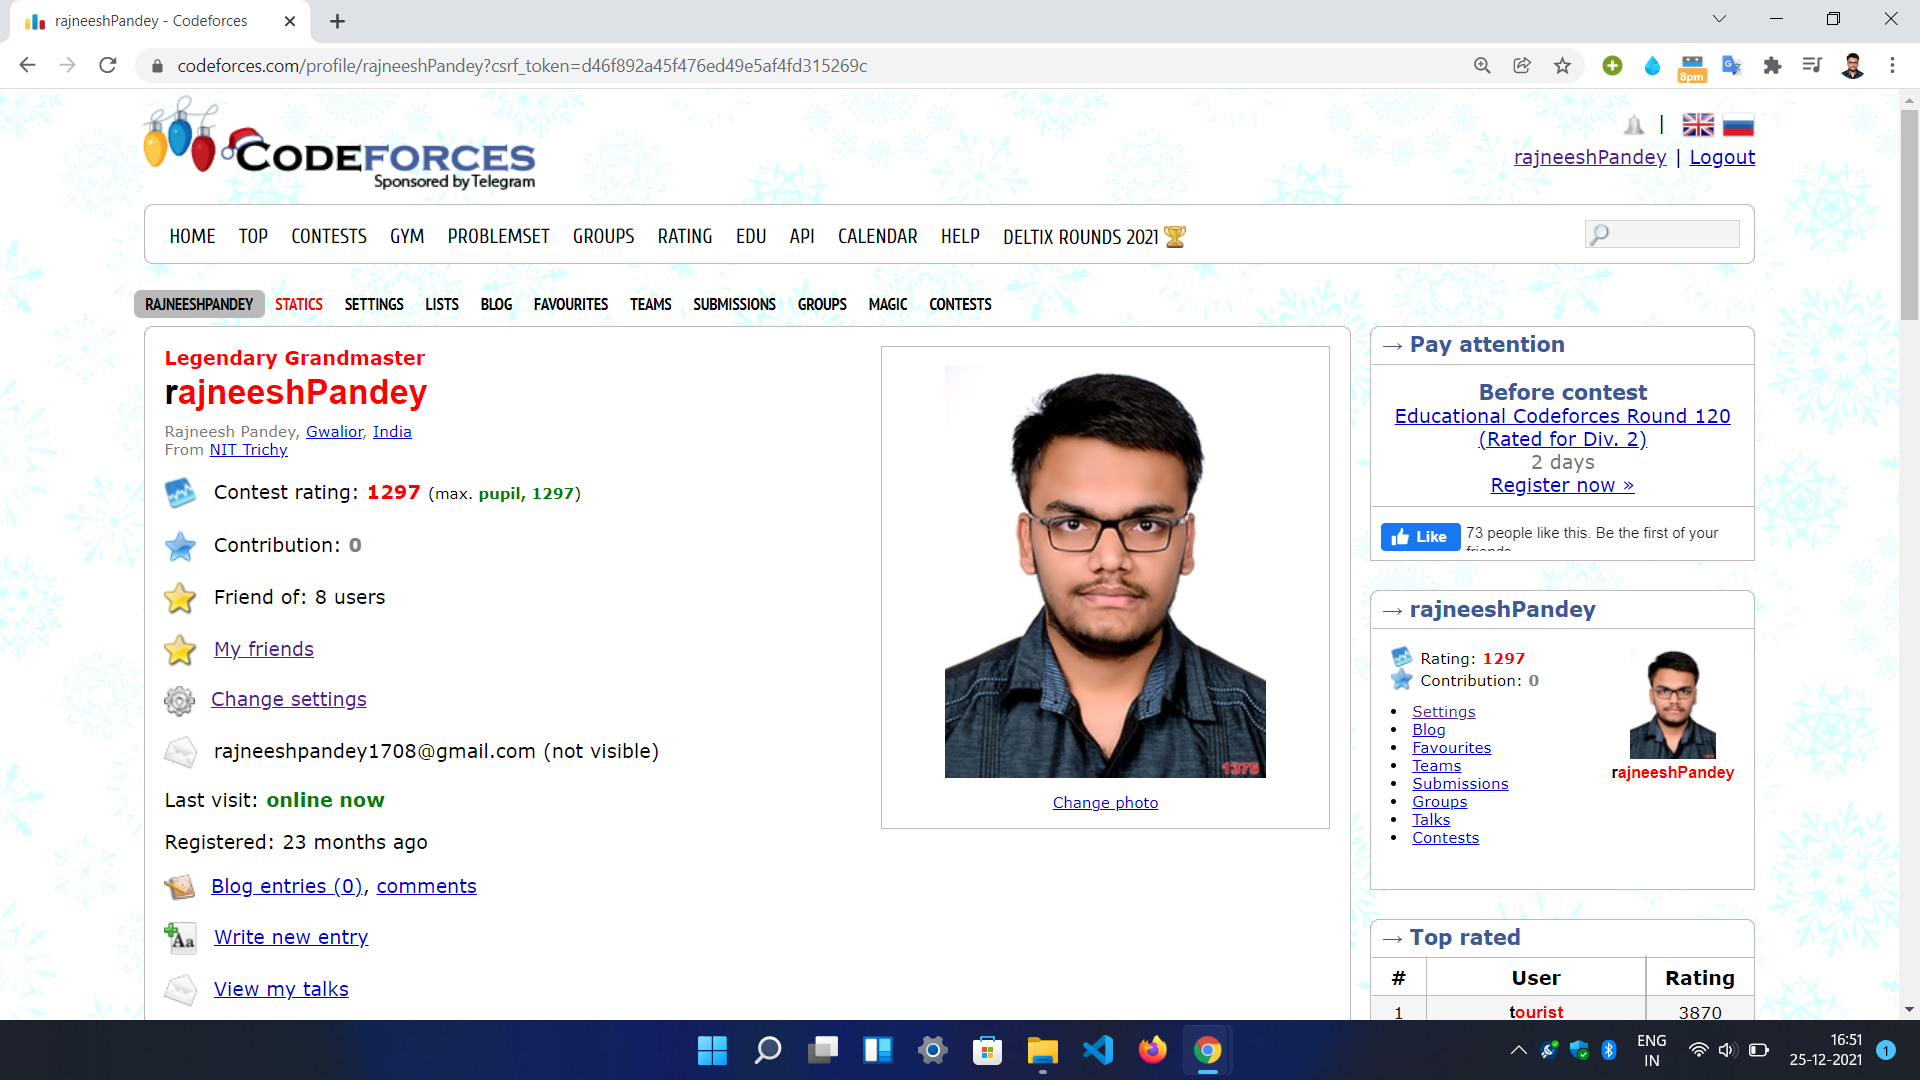 rajneeshPandey - Codeforces
codeforces.com/profile/rajneeshPandey?csrf_token=d46f892a45f476ed49e5af4fd315269c
8pm
CODEFORCES
Sponsored by Telegram
|
rajneeshPandey | Logout
HOME TOP CONTESTS GYM PROBLEMSET GROUPS RATING EDU API CALENDAR HELP DELTIX ROUNDS 2021
RAJNEESHPANDEY STATICS SETTINGS LISTS BLOG FAVOURITES TEAMS SUBMISSIONS GROUPS MAGIC CONTESTS
Legendary Grandmaster
rajneeshPandey
Rajneesh Pandey, Gwalior, India
From NIT Trichy
Contest rating: 1297 (max. pupil, 1297)
Contribution: 0
Friend of: 8 users
My friends
Change settings
rajneeshpandey1708@gmail.com (not visible)
Last visit: online now
Registered: 23 months ago
Blog entries (0), comments
Aa
Write new entry
View my talks
1375
Change photo
→ Pay attention
Before contest
Educational Codeforces Round 120
(Rated for Div. 2)
2 days
Register now »
Like 73 people like this. Be the first of your
friends
→ rajneeshPandey
Rating: 1297
Contribution: 0
Settings
Blog
Favourites
Teams
Submissions
Groups
Talks
Contests
rajneeshPandey
→ Top rated
# User Rating
1 tourist 3870
ENG
IN
16:51
25-12-2021
1